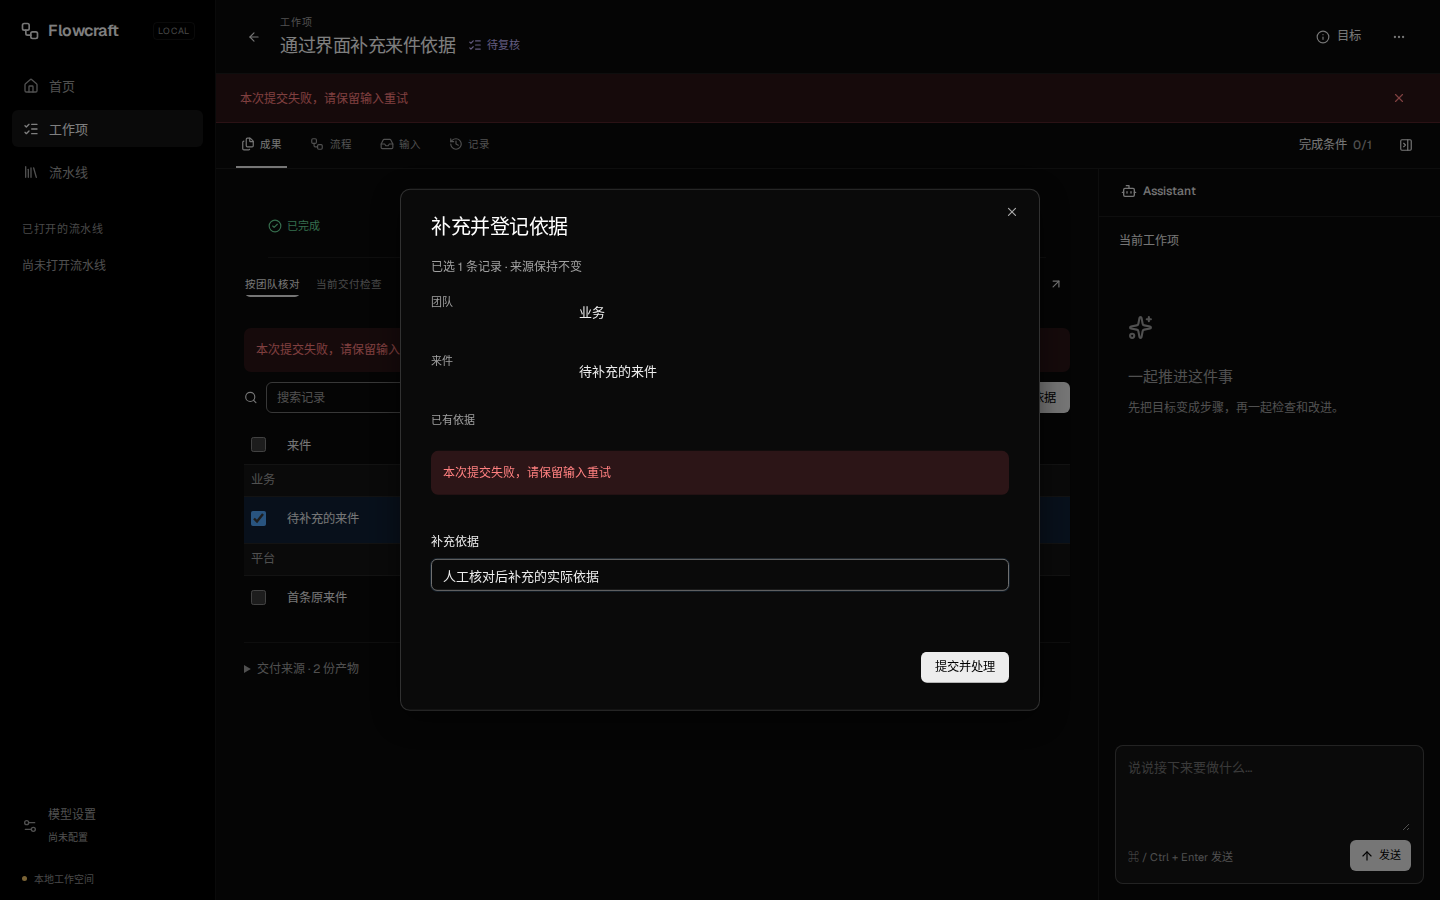 Flowcraft
LOCAL
首页
工作项
流水线
已打开的流水线
尚未打开流水线
模型设置
尚未配置
本地工作空间
工作项
通过界面补充来件依据
待复核
目标
本次提交失败，请保留输入重试
成果
流程
输入
记录
完成条件 0/1
已完成
按团队核对
当前交付检查
本次提交失败，请保留输入
搜索记录
依据
来件
业务
待补充的来件
平台
首条原来件
交付来源 · 2 份产物
补充并登记依据
已选 1 条记录 · 来源保持不变
团队
业务
来件
待补充的来件
已有依据
本次提交失败，请保留输入重试
补充依据
人工核对后补充的实际依据
提交并处理
Assistant
当前工作项
一起推进这件事
先把目标变成步骤，再一起检查和改进。
说说接下来要做什么...
⌘ / Ctrl + Enter 发送
发送